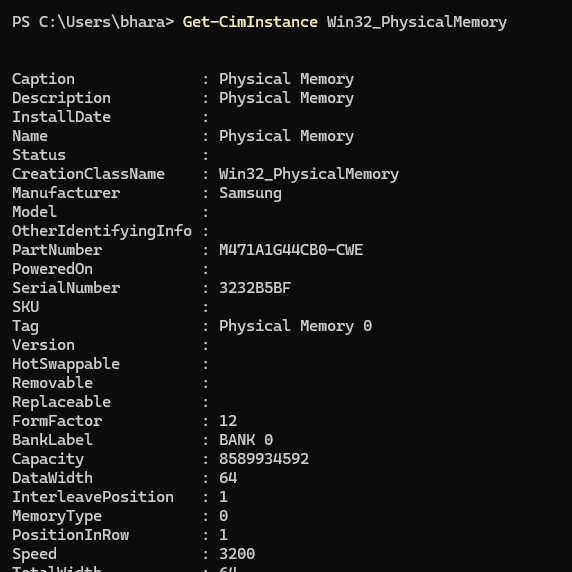 PS C:\Users\bhara> Get-CimInstance Win32_PhysicalMemory
Caption : Physical Memory
Description : Physical Memory
InstallDate :
Name : Physical Memory
Status :
CreationClassName : Win32_PhysicalMemory
Manufacturer : Samsung
Model :
OtherIdentifyingInfo :
PartNumber : M471A1G44CB0-CWE
PoweredOn :
SerialNumber : 3232B5BF
SKU :
Tag : Physical Memory 0
Version :
HotSwappable :
Removable :
Replaceable :
FormFactor : 12
BankLabel : BANK 0
Capacity : 8589934592
DataWidth : 64
InterleavePosition : 1
MemoryType : 0
PositionInRow : 1
Speed : 3200
TotalWidth : 64